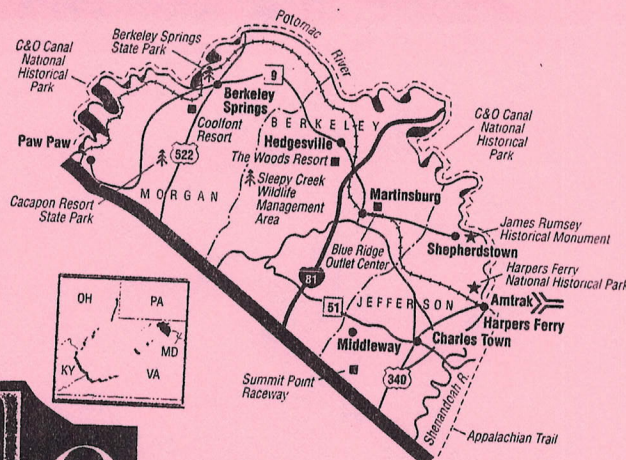 Potomac
River
Berkeley Springs
State Park
C&O Canal
National
Historical
Park
9
Berkeley
Springs
Coolfont
Resort
BERKELEY
C&O Canal
National
Historical
Park
Paw Paw
522
Hedgesville
The Woods Resort
Sleepy Creek
Wildlife
Management
Area
Cacapon Resort
State Park
MORGAN
Martinsburg
James Rumsey
Historical Monument
Shepherdstown
Blue Ridge
Outlet Center
Harpers Ferry
National Historical Park
81
51
JEFFERSON
Amtrak
Harpers Ferry
Middleway
Charles Town
340
Summit Point
Raceway
Shenandoah R.
Appalachian Trail
OH
PA
MD
KY
VA